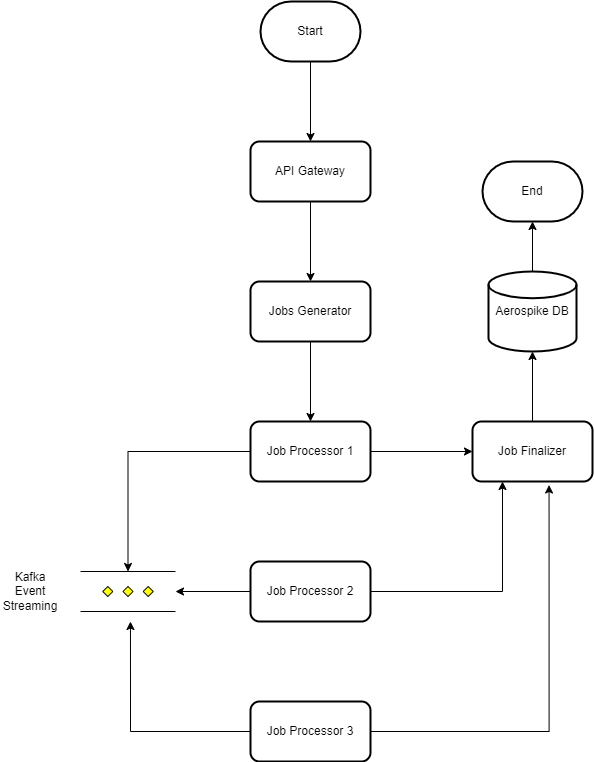 Start
API Gateway
End
Jobs Generator
Aerospike DB
Job Processor 1
Job Finalizer
Kafka
Event
Streaming
Job Processor 2
Job Processor 3